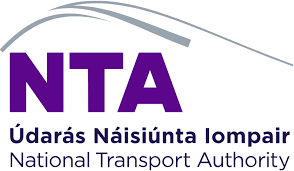 NTA
Údarás Náisiúnta Iompair
National Transport Authority